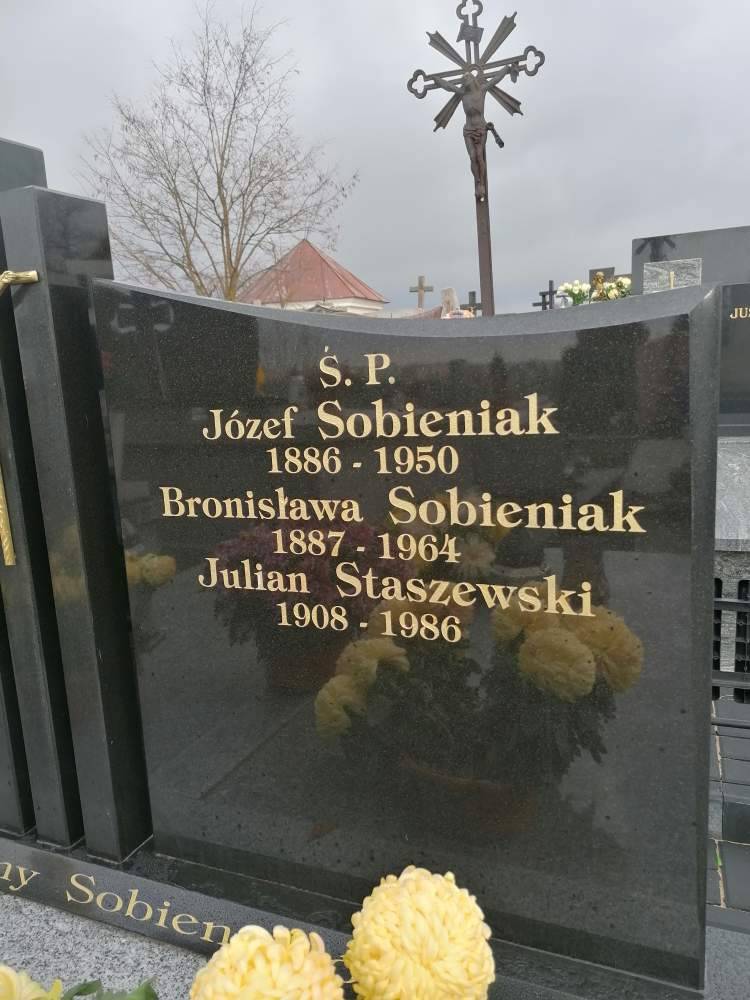 Ś. P.
Józef Sobieniak
1886 - 1950
Bronisława Sobieniak
1887 - 1964
Julian Staszewski
1908 - 1986